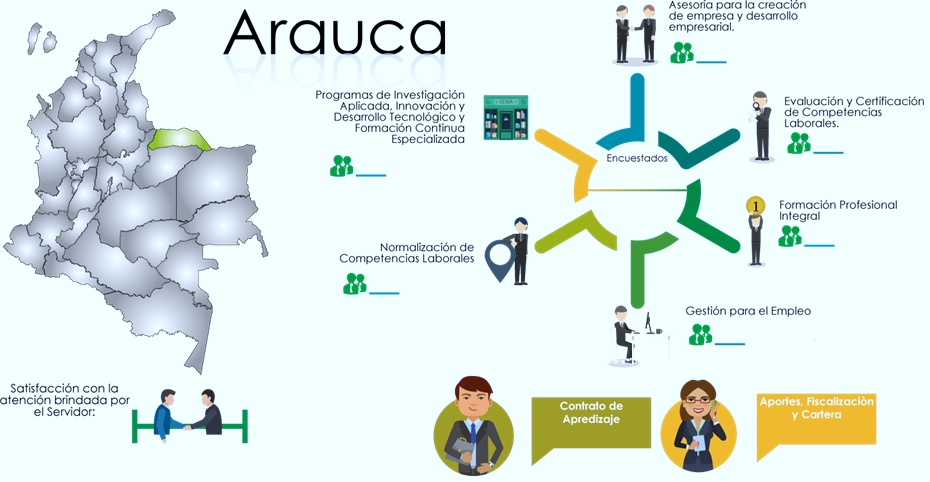 Arauca
Asesoría para la creación
de empresa y desarrollo
empresarial.
Programas de Investigación
Aplicada, Innovación y
Desarrollo Tecnológico y
Formación Continua
Especializada
SENA
Evaluación y Certificación
de Competencias
Laborales.
Encuestados
1
Formación Profesional
Integral
Normalización de
Competencias Laborales
Gestión para el Empleo
Satisfacción con la
atención brindada por
el Servidor:
Contrato de
Apredizaje
Aportes, Fiscalizaciòn
y Cartera